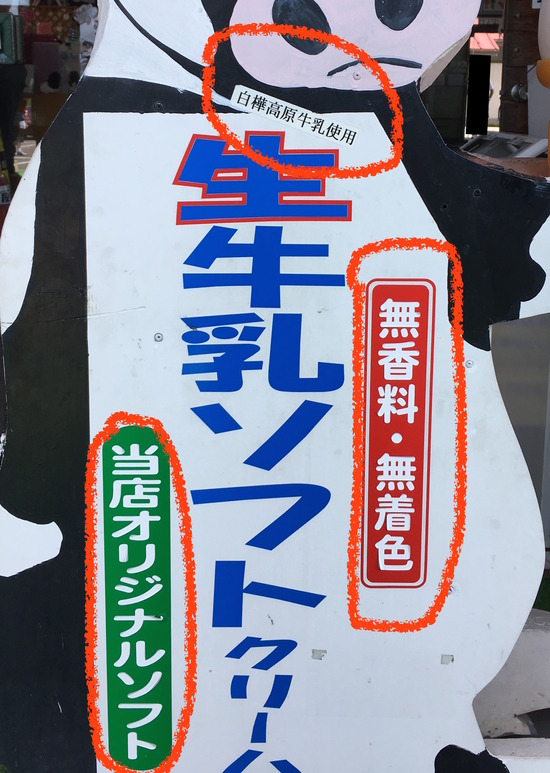 白樺高原牛乳使用
生牛乳ソフトクリーム
無香料・無着色
当店オリジナルソフト